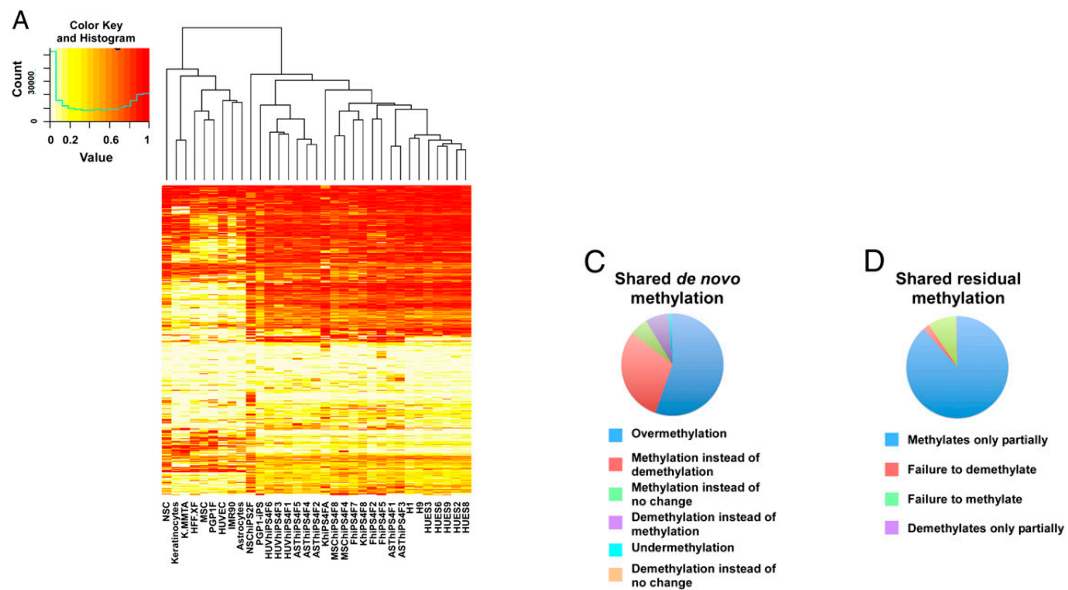 A
Color Key
and Histogram
Count
0 30000
0 0.2 0.6 1
Value
NSC
Keratinocytes
K.MMTA
HFF.XF
MSC
PGP1F
HUVEC
IMR90
Astrocytes
NSChiPS2F
PGP1-iPS
HUVhiPS4F6
HUVhiPS4F3
HUVhiPS4F1
ASThiPS4F5
ASThiPS4F4
ASThiPS4F2
KhiPS4FA
MSChiPS4F8
MSChiPS4F4
FhiPS4F7
KhiPS4F8
FhiPS4F2
FhiPS4F5
ASThiPS4F1
ASThiPS4F3
H1
H9
HUES3
HUES6
HUES9
HUES2
HUES8
C
Shared de novo
methylation
Overmethylation
Methylation instead of
demethylation
Methylation instead of
no change
Demethylation instead of
methylation
Undermethylation
Demethylation instead of
no change
D
Shared residual
methylation
Methylates only partially
Failure to demethylate
Failure to methylate
Demethylates only partially